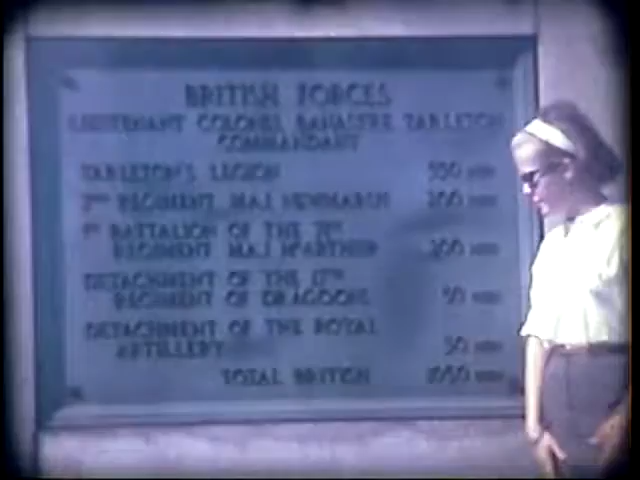 BRITISH FORCES
LIEUTENANT COLONEL BANASTRE TARLETON
COMMANDANT
TARLETON'S LEGION 550 MEN
7TH REGIMENT MAJ NEWMARSH 200 MEN
1ST BATTALION OF THE 71ST
REGIMENT MAJ McARTHUR 200 MEN
DETACHMENT OF THE 17TH
REGIMENT OF DRAGOONS 50 MEN
DETACHMENT OF THE ROYAL
ARTILLERY 50 MEN
TOTAL BRITISH 1050 MEN